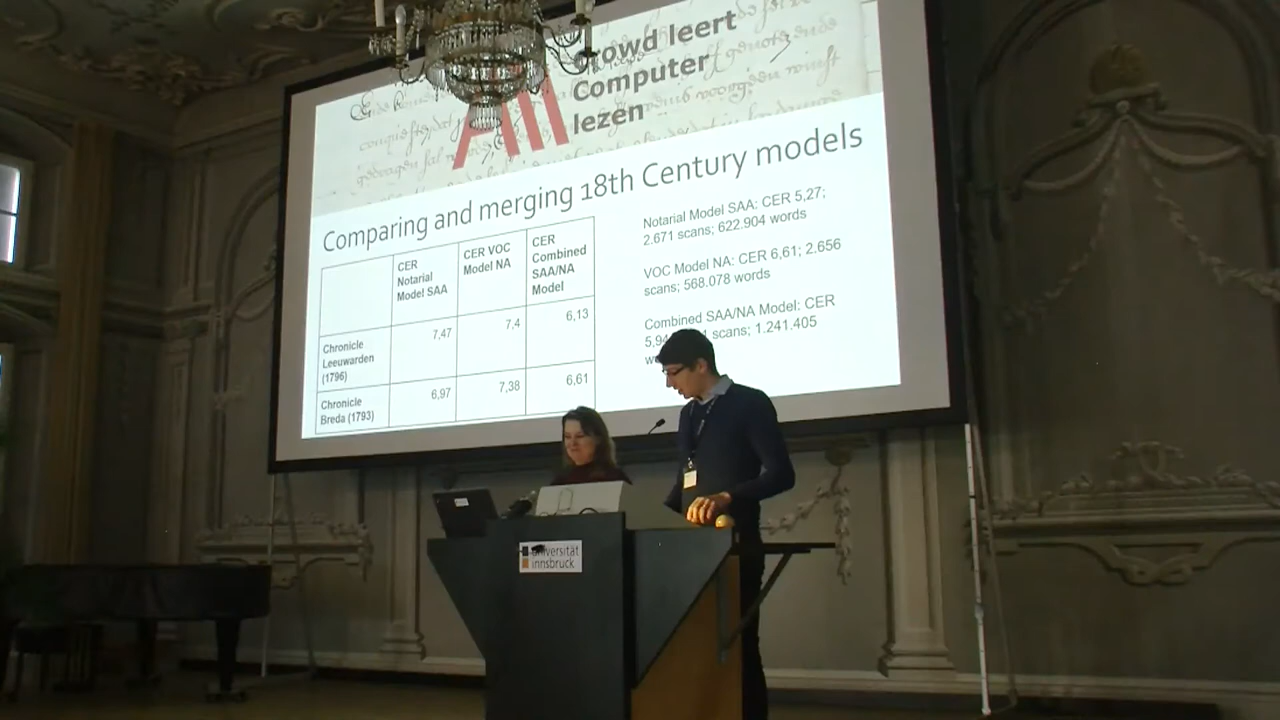 Crowd leert
Computer
lezen
Comparing and merging 18th Century models
CER
Notarial
Model SAA
CER VOC
Model NA
CER
Combined
SAA/NA
Model
Chronicle
Leeuwarden
(1796)
7,47
7,4
6,13
Chronicle
Breda (1793)
6,97
7,38
6,61
Notarial Model SAA: CER 5,27;
2.671 scans; 622.904 words
VOC Model NA: CER 6,61; 2.656
scans; 568.078 words
Combined SAA/NA Model: CER
scans; 1.241.405
universität
innsbruck